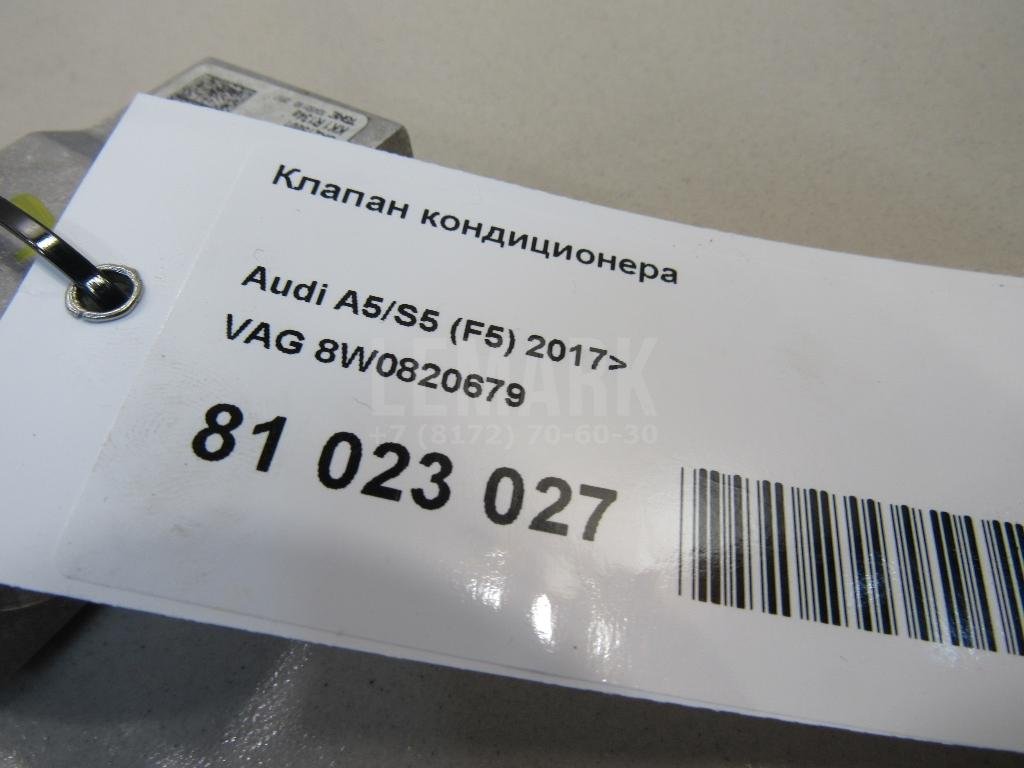 Клапан кондиционера
Audi A5/S5 (F5) 2017>
VAG 8W0820679
81 023 027
LEMARK
+7 (8172) 70-60-30